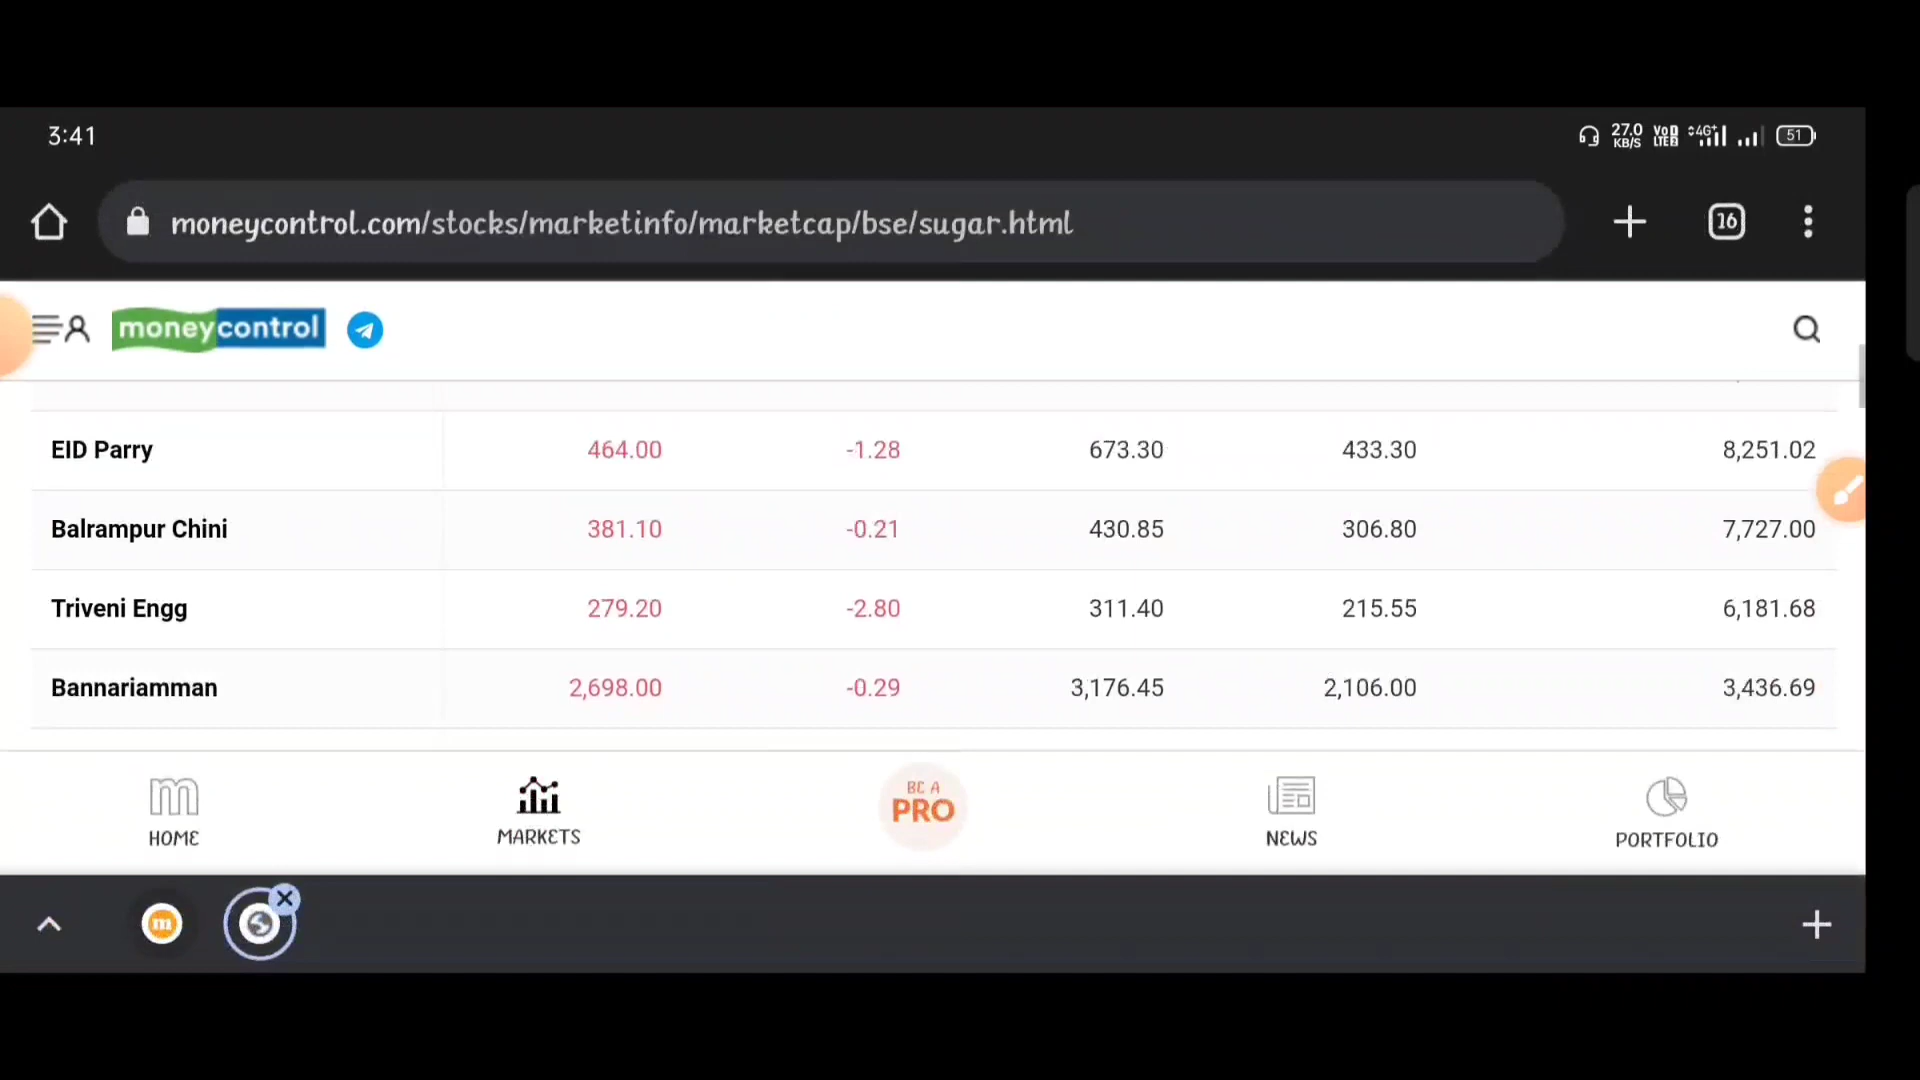 3:41
27.0 KB/S VoD LTE2 4G+ 51
moneycontrol.com/stocks/marketinfo/marketcap/bse/sugar.html
16
moneycontrol
EID Parry 464.00 -1.28 673.30 433.30 8,251.02
Balrampur Chini 381.10 -0.21 430.85 306.80 7,727.00
Triveni Engg 279.20 -2.80 311.40 215.55 6,181.68
Bannariamman 2,698.00 -0.29 3,176.45 2,106.00 3,436.69
m
BE A
PRO
HOME MARKETS NEWS PORTFOLIO
m